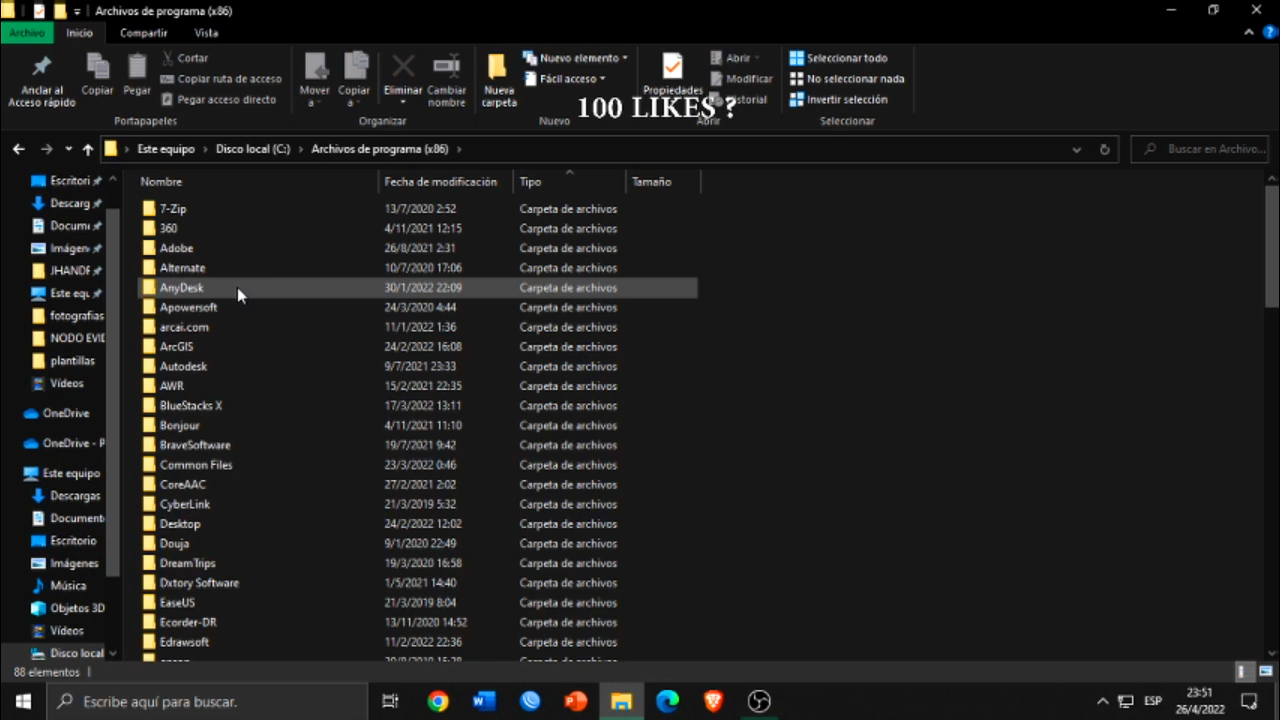 Archivos de programa (x86)
Archivo Inicio Compartir Vista
Anclar al Acceso rápido
Copiar
Pegar
Cortar
Copiar ruta de acceso
Pegar acceso directo
Portapapeles
Mover a
Copiar a
Eliminar
Cambiar nombre
Organizar
Nueva carpeta
Nuevo elemento
Fácil acceso
Nuevo
Propiedades
Abrir
Modificar
Historial
Abrir
Seleccionar todo
No seleccionar nada
Invertir selección
Seleccionar
100 LIKES ?
Este equipo > Disco local (C:) > Archivos de programa (x86) >
Buscar en Archivo...
Escritori
Descarg
Docum
Imágen
JHANDR
Este equ
fotografias
NODO EVID
plantillas
Vídeos
OneDrive
OneDrive - P
Este equipo
Descargas
Document
Escritorio
Imágenes
Música
Objetos 3D
Vídeos
Disco local
Nombre Fecha de modificación Tipo Tamaño
7-Zip 13/7/2020 2:52 Carpeta de archivos
360 4/11/2021 12:15 Carpeta de archivos
Adobe 26/8/2021 2:31 Carpeta de archivos
Alternate 10/7/2020 17:06 Carpeta de archivos
AnyDesk 30/1/2022 22:09 Carpeta de archivos
Apowersoft 24/3/2020 4:44 Carpeta de archivos
arcai.com 11/1/2022 1:36 Carpeta de archivos
ArcGIS 24/2/2022 16:08 Carpeta de archivos
Autodesk 9/7/2021 23:33 Carpeta de archivos
AWR 15/2/2021 22:35 Carpeta de archivos
BlueStacks X 17/3/2022 13:11 Carpeta de archivos
Bonjour 4/11/2021 11:10 Carpeta de archivos
BraveSoftware 19/7/2021 9:42 Carpeta de archivos
Common Files 23/3/2022 0:46 Carpeta de archivos
CoreAAC 27/2/2021 2:02 Carpeta de archivos
CyberLink 21/3/2019 5:32 Carpeta de archivos
Desktop 24/2/2022 12:02 Carpeta de archivos
Douja 9/1/2020 22:49 Carpeta de archivos
DreamTrips 19/3/2020 16:58 Carpeta de archivos
Dxtory Software 1/5/2021 14:40 Carpeta de archivos
EaseUS 21/3/2019 8:04 Carpeta de archivos
Ecorder-DR 13/11/2020 14:52 Carpeta de archivos
Edrawsoft 11/2/2022 22:36 Carpeta de archivos
88 elementos
Escribe aquí para buscar.
ESP
23:51
26/4/2022